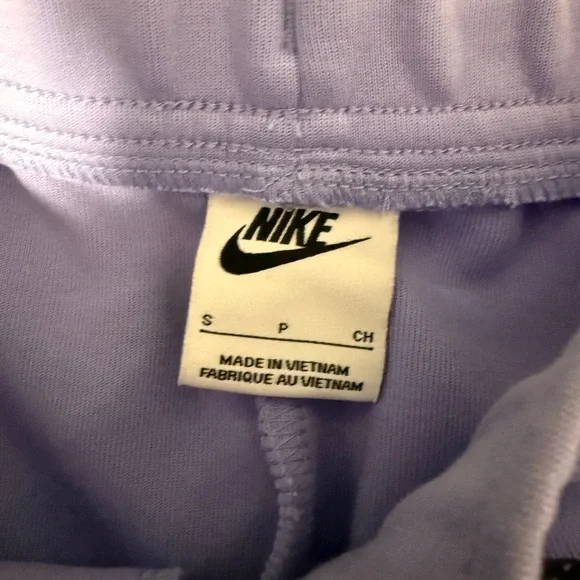 NIKE
S P CH
MADE IN VIETNAM
FABRIQUE AU VIETNAM